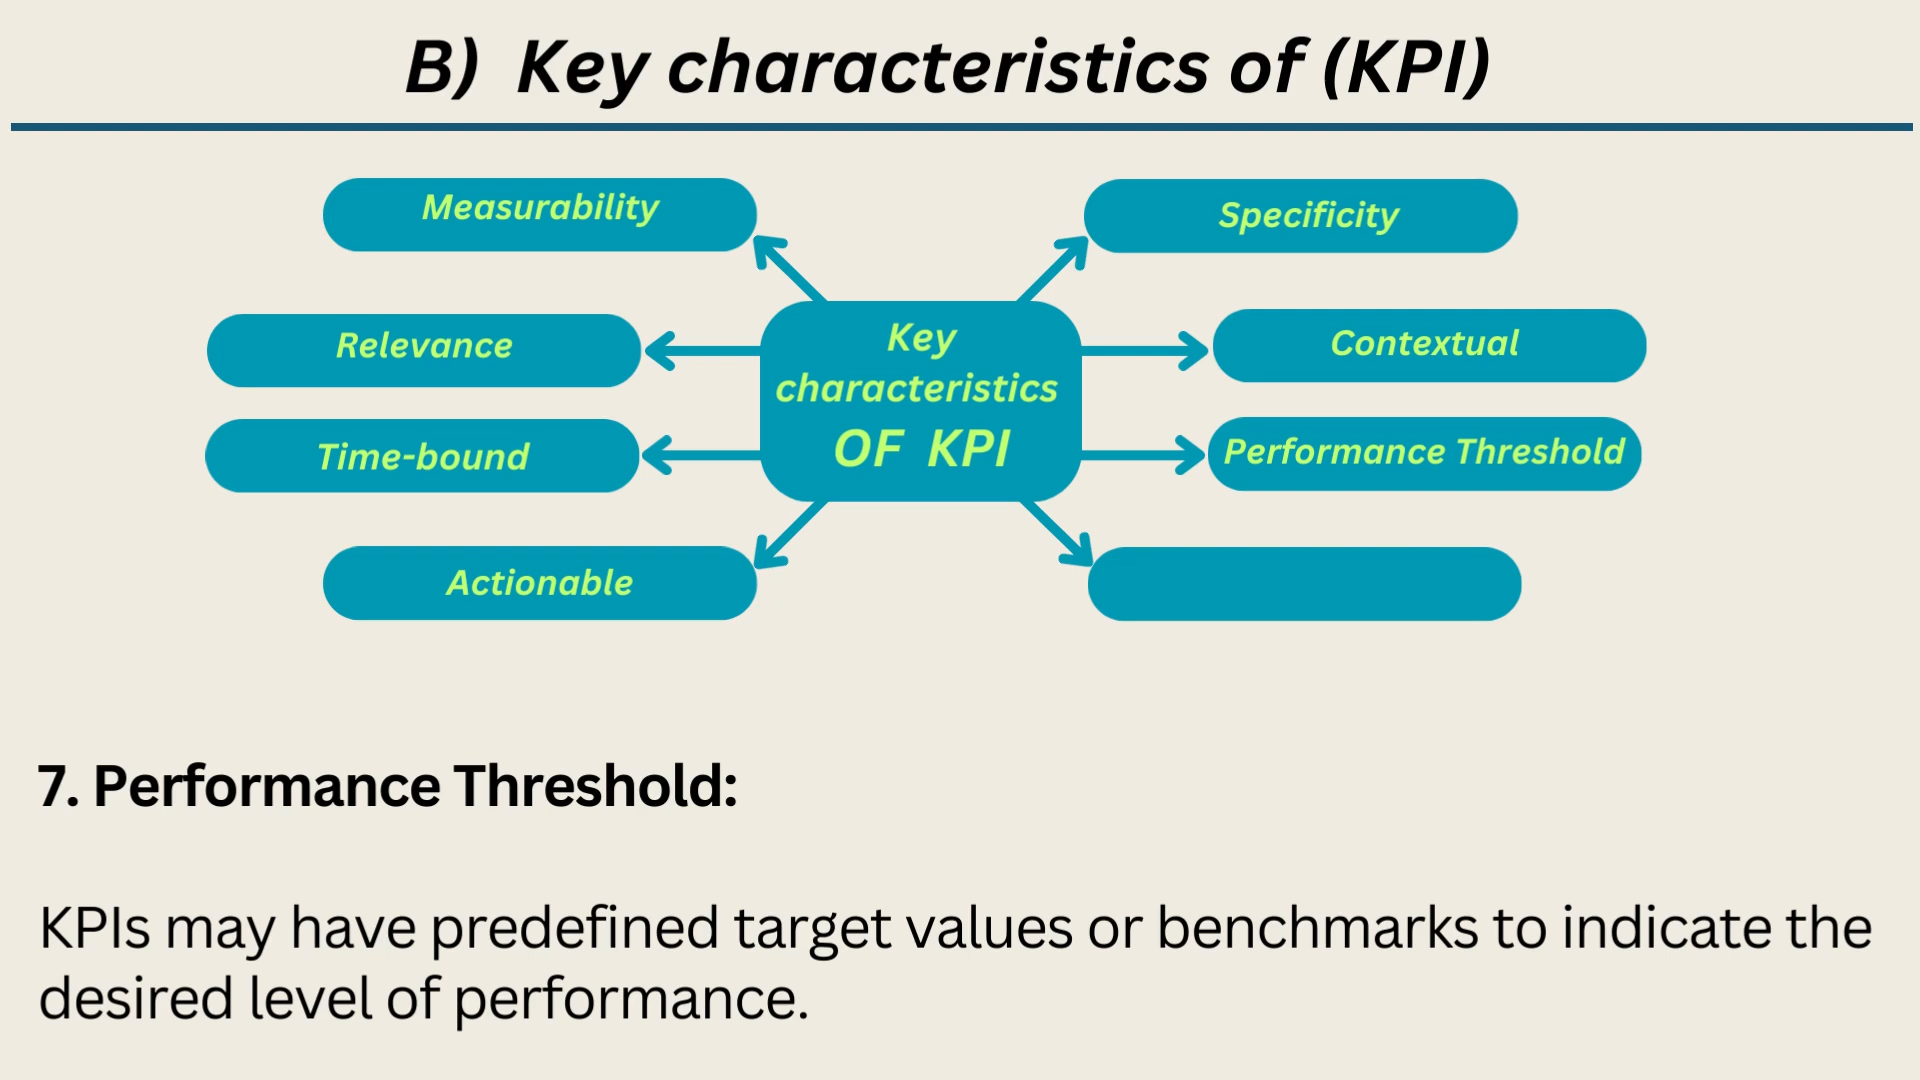 B) Key characteristics of (KPI)
Measurability
Specificity
Relevance
Contextual
Key
characteristics
OF KPI
Time-bound
Performance Threshold
Actionable
7. Performance Threshold:
KPIs may have predefined target values or benchmarks to indicate the
desired level of performance.